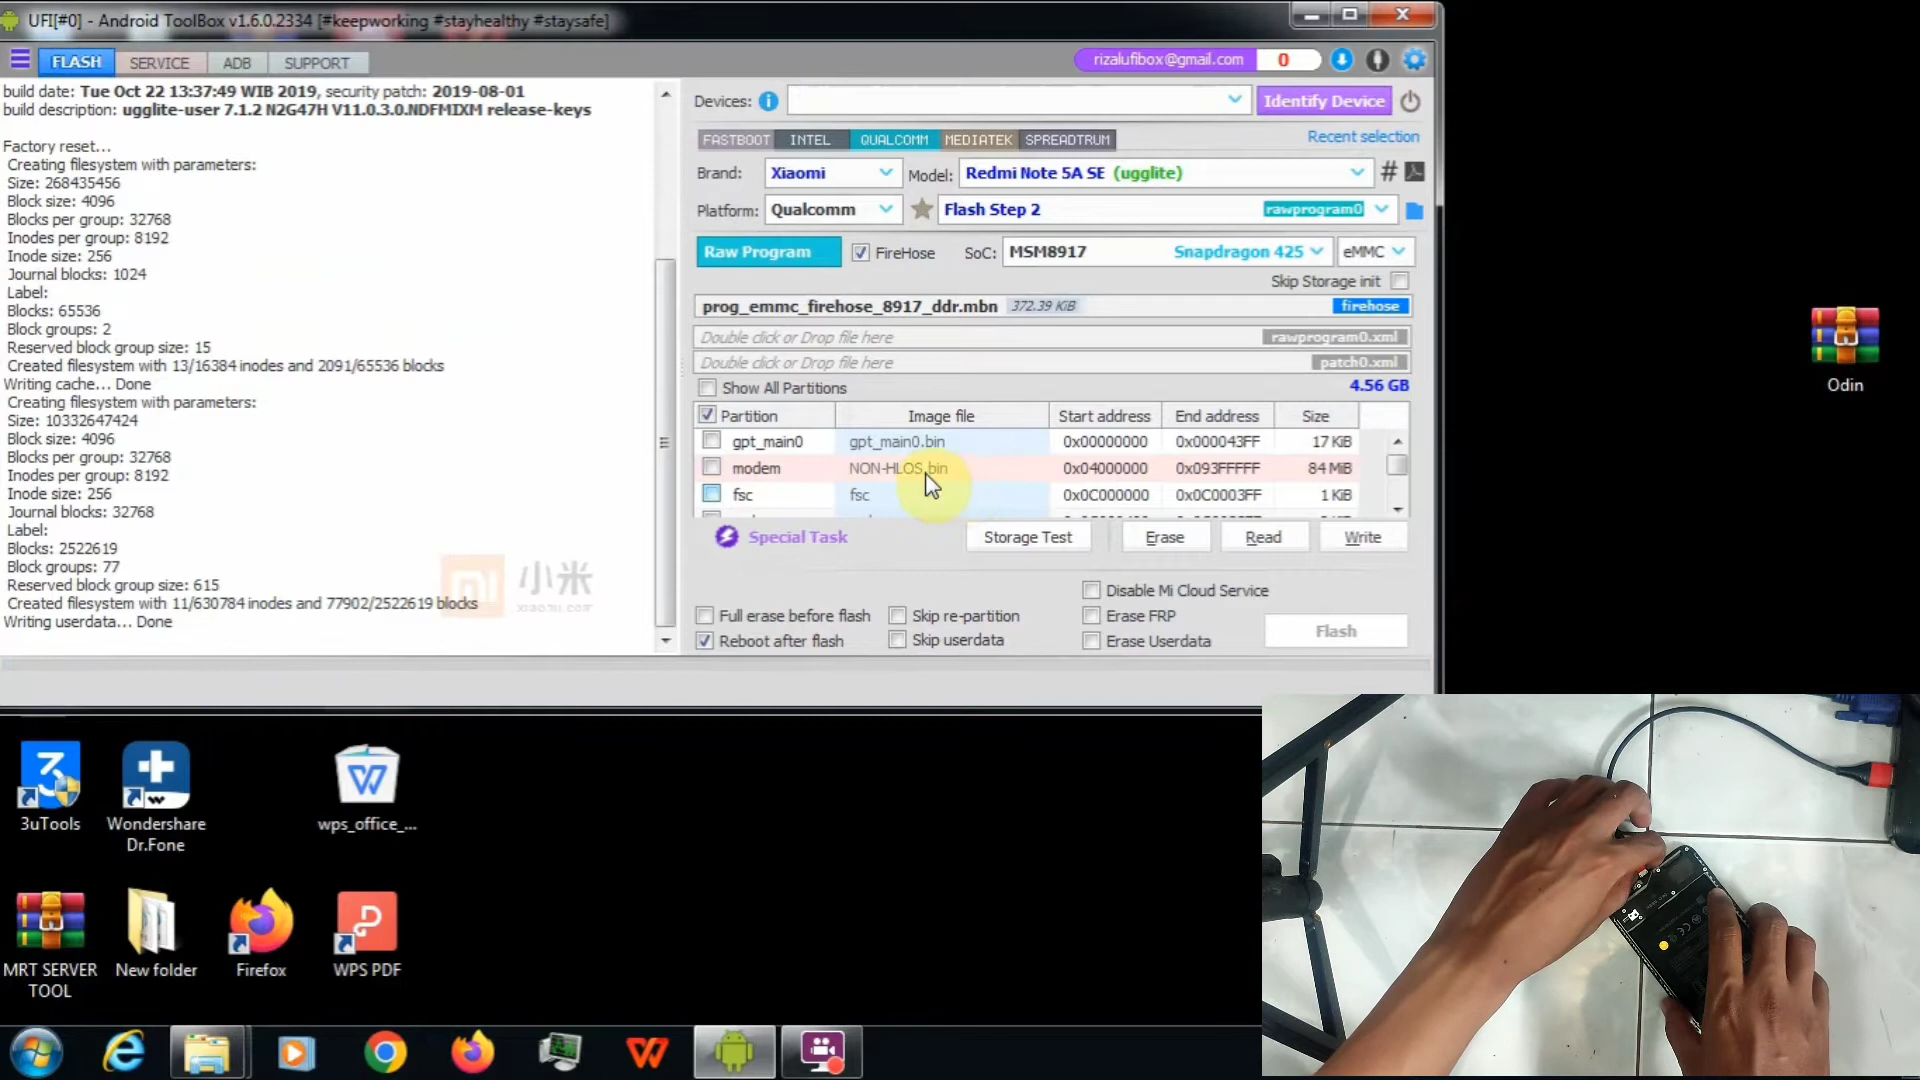 UFI[#0] - Android ToolBox v1.6.0.2334 [#keepworking #stayhealthy #staysafe]
FLASH SERVICE ADB SUPPORT
rizalufibox@gmail.com 0
build date: Tue Oct 22 13:37:49 WIB 2019, security patch: 2019-08-01
build description: ugglite-user 7.1.2 N2G47H V11.0.3.0.NDFMIXM release-keys
Factory reset...
Creating filesystem with parameters:
Size: 268435456
Block size: 4096
Blocks per group: 32768
Inodes per group: 8192
Inode size: 256
Journal blocks: 1024
Label:
Blocks: 65536
Block groups: 2
Reserved block group size: 15
Created filesystem with 13/16384 inodes and 2091/65536 blocks
Writing cache... Done
Creating filesystem with parameters:
Size: 10332647424
Block size: 4096
Blocks per group: 32768
Inodes per group: 8192
Inode size: 256
Journal blocks: 32768
Label:
Blocks: 2522619
Block groups: 77
Reserved block group size: 615
Created filesystem with 11/630784 inodes and 77902/2522619 blocks
Writing userdata... Done
小米
xiaomi.com
Devices: Identify Device
FASTBOOT INTEL QUALCOMM MEDIATEK SPREADTRUM Recent selection
Brand: Xiaomi Model: Redmi Note 5A SE (ugglite) #
Platform: Qualcomm Flash Step 2 rawprogram0
Raw Program FireHose SoC: MSM8917 Snapdragon 425 eMMC
Skip Storage init
prog_emmc_firehose_8917_ddr.mbn 372.39 KiB firehose
Double click or Drop file here rawprogram0.xml
Double click or Drop file here patch0.xml
Show All Partitions 4.56 GB
Partition Image file Start address End address Size
gpt_main0 gpt_main0.bin 0x00000000 0x000043FF 17 KiB
modem NON-HLOS.bin 0x04000000 0x093FFFFF 84 MiB
fsc fsc 0x0C000000 0x0C0003FF 1 KiB
Special Task Storage Test Erase Read Write
Disable Mi Cloud Service
Full erase before flash Skip re-partition Erase FRP
Reboot after flash Skip userdata Erase Userdata Flash
Odin
3uTools
Wondershare Dr.Fone
wps_office_...
MRT SERVER TOOL
New folder
Firefox
WPS PDF